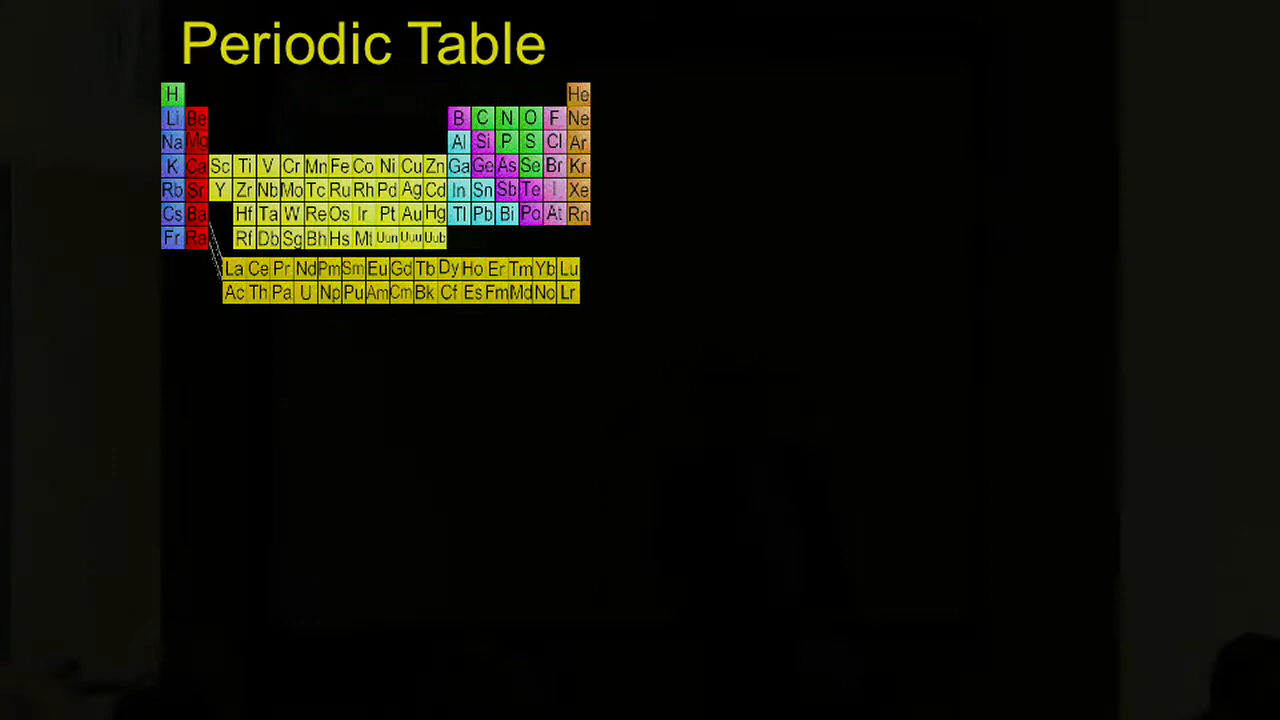 Periodic Table
H He
Li Be B C N O F Ne
Na Mg Al Si P S Cl Ar
K Ca Sc Ti V Cr Mn Fe Co Ni Cu Zn Ga Ge As Se Br Kr
Rb Sr Y Zr Nb Mo Tc Ru Rh Pd Ag Cd In Sn Sb Te I Xe
Cs Ba Hf Ta W Re Os Ir Pt Au Hg Tl Pb Bi Po At Rn
Fr Ra Rf Db Sg Bh Hs Mt Uun Uuu Uub
La Ce Pr Nd Pm Sm Eu Gd Tb Dy Ho Er Tm Yb Lu
Ac Th Pa U Np Pu Am Cm Bk Cf Es Fm Md No Lr